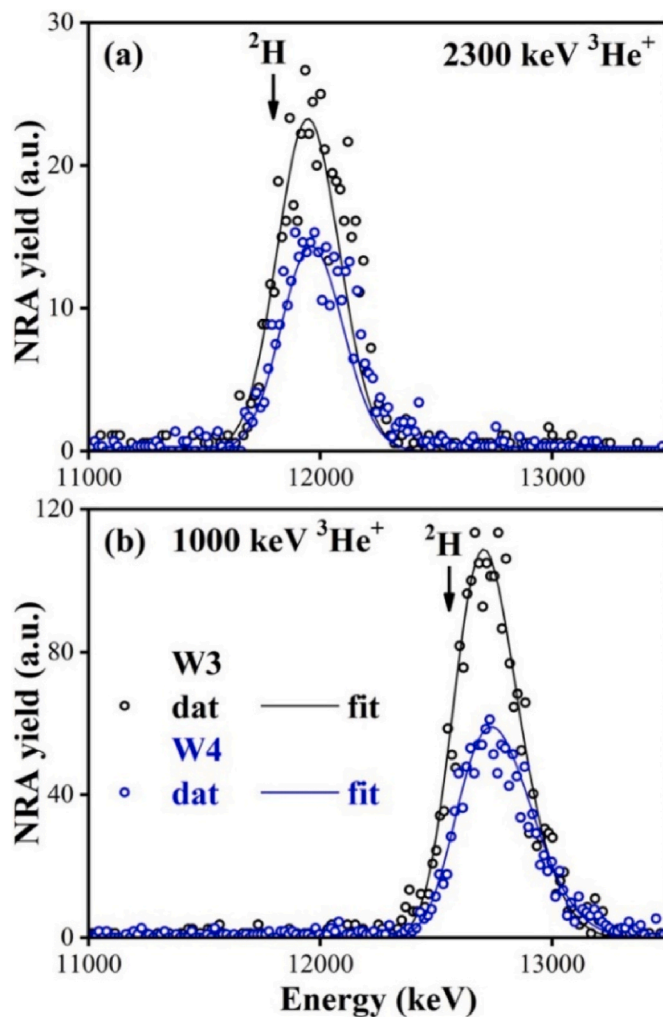 30
(a)
²H
2300 keV ³He⁺
20
NRA yield (a.u.)
10
0
11000 12000 13000
120
(b)
1000 keV ³He⁺
²H
80
NRA yield (a.u.)
W3
dat fit
W4
dat fit
40
0
11000 12000 13000
Energy (keV)